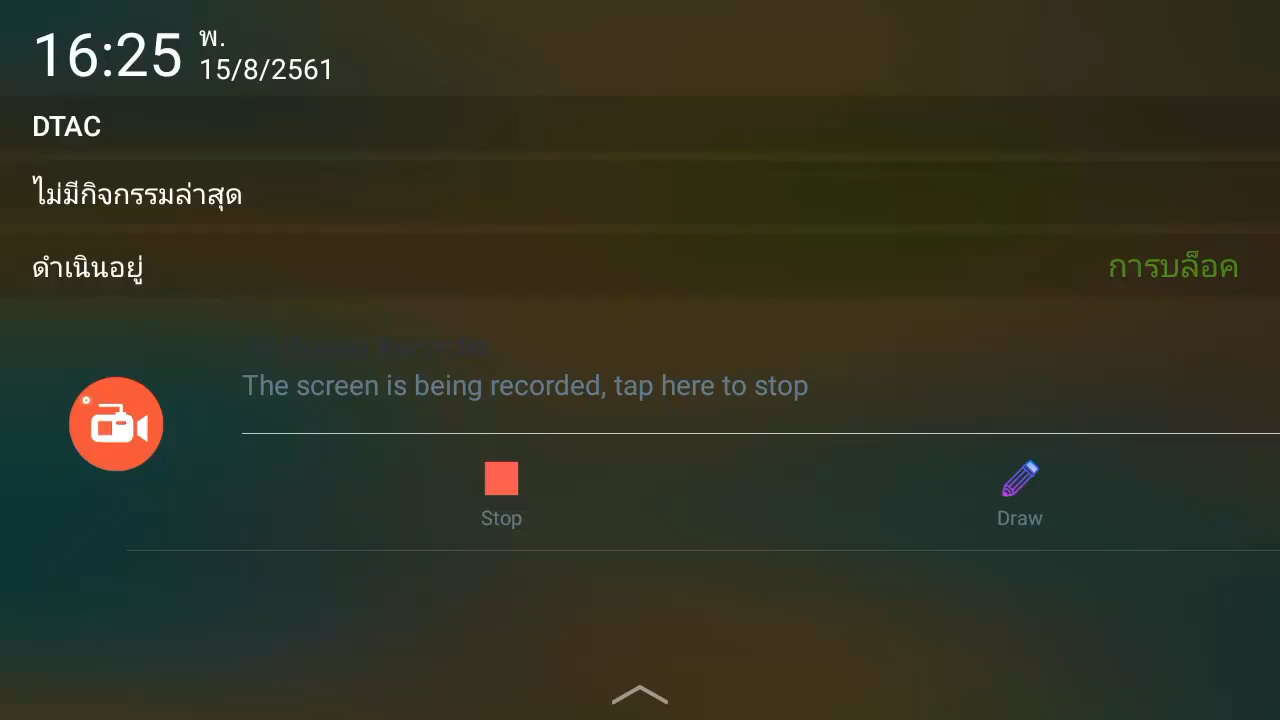 16:25
พ.
15/8/2561
DTAC
ไม่มีกิจกรรมล่าสุด
ดำเนินอยู่
การบล็อค
The screen is being recorded, tap here to stop
Stop
Draw